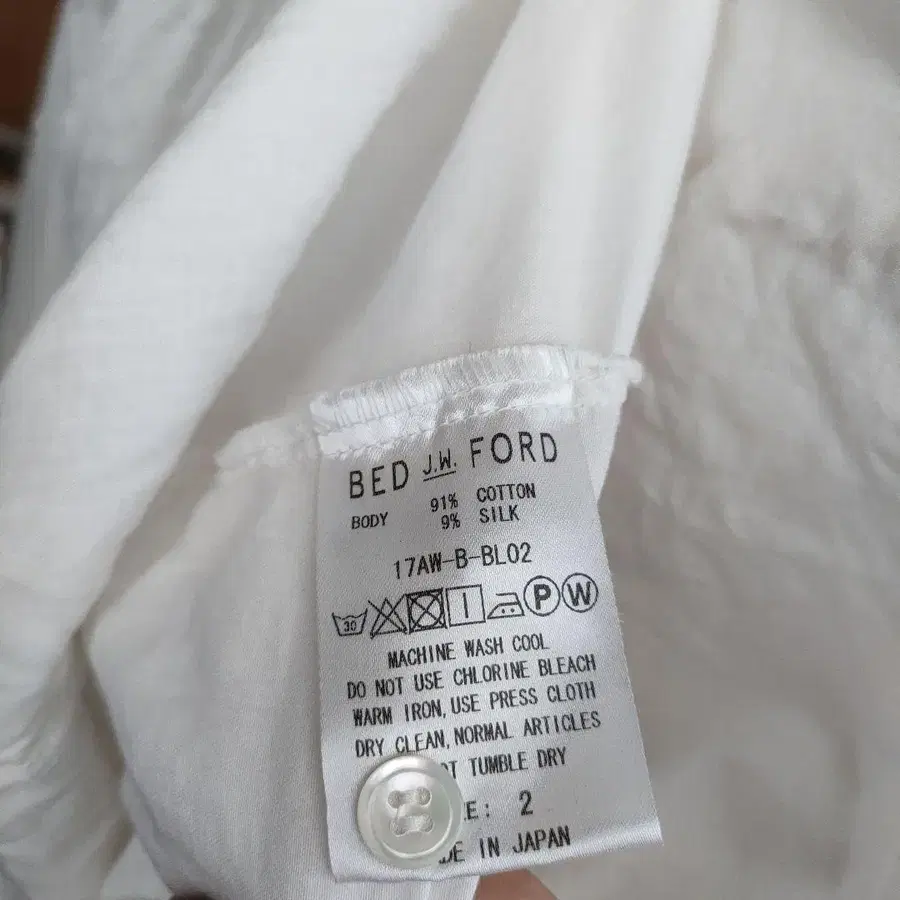 BED J.W. FORD
BODY 91% COTTON
9% SILK
17AW-B-BL02
30 P W
MACHINE WASH COOL
DO NOT USE CHLORINE BLEACH
WARM IRON, USE PRESS CLOTH
DRY CLEAN, NORMAL ARTICLES
TUMBLE DRY
2
IN JAPAN